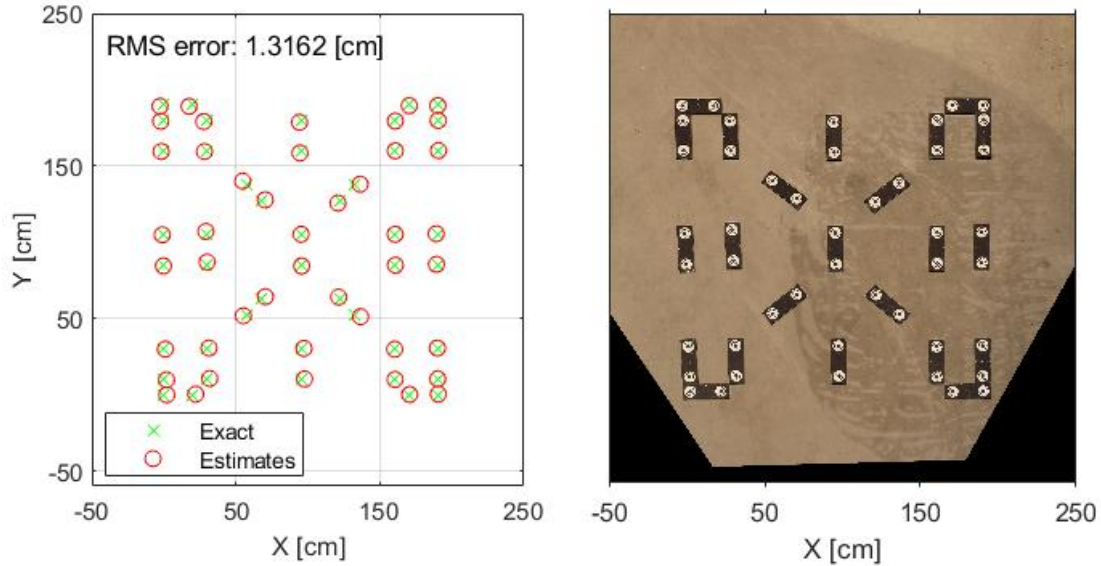 250
RMS error: 1.3162 [cm]
150
50
-50
Y [cm]
Exact
Estimates
-50 50 150 250
X [cm]
-50 50 150 250
X [cm]